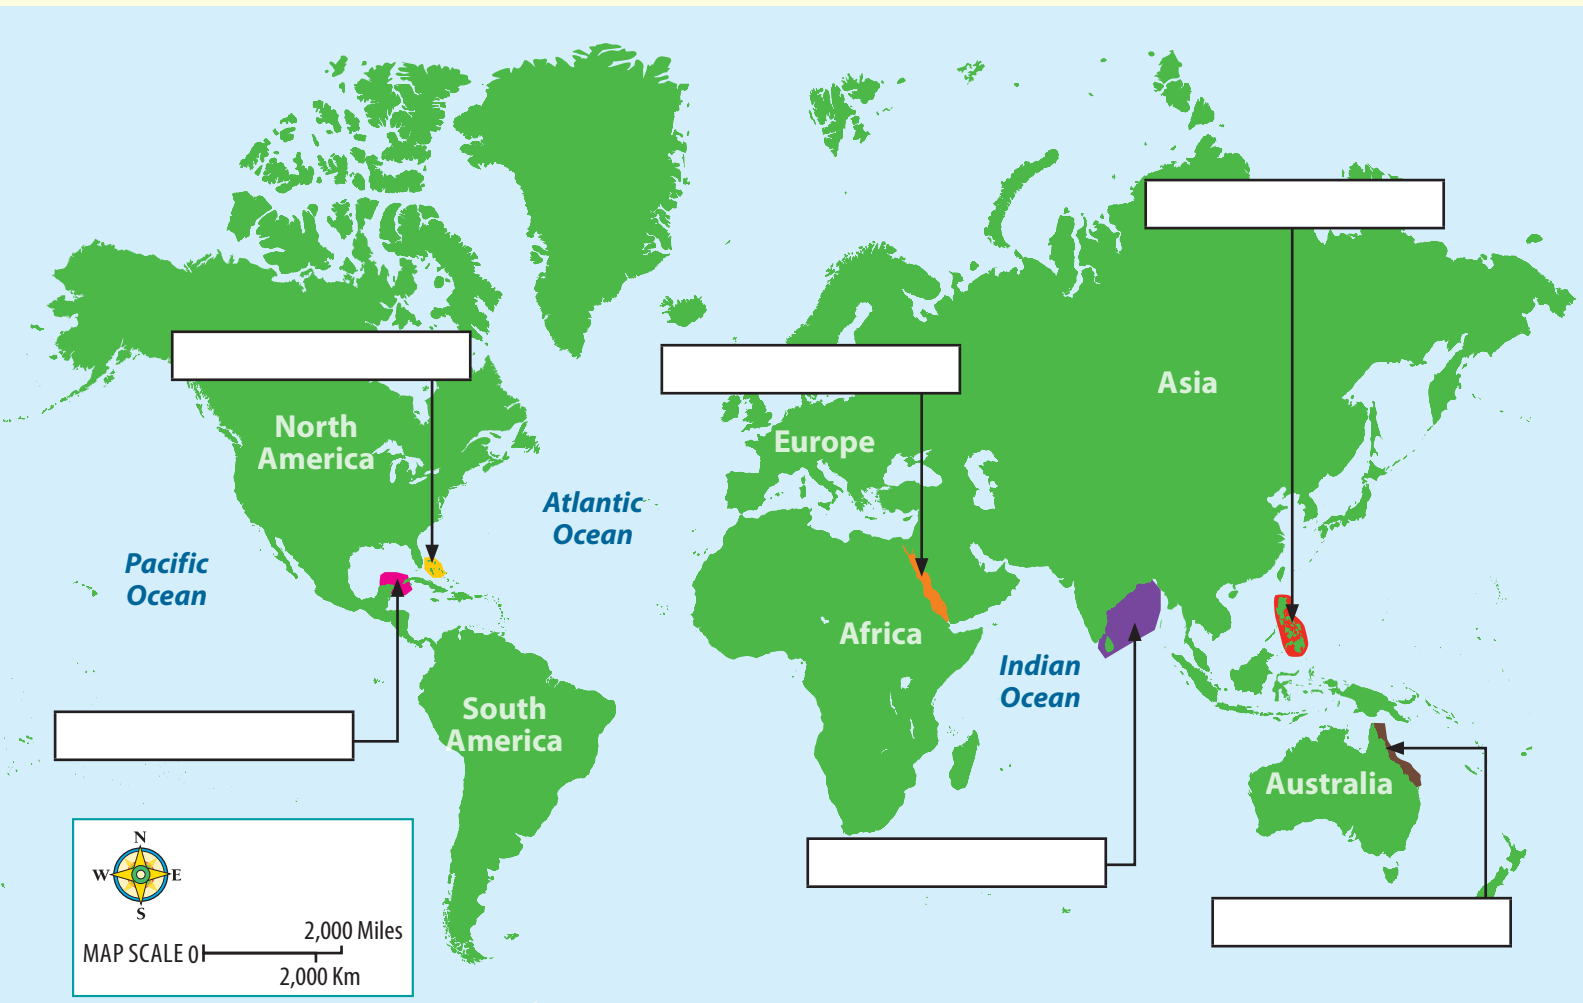 North
America
Europe
Asia
Atlantic
Ocean
Pacific
Ocean
Africa
Indian
Ocean
South
America
Australia
N
W E
S
2,000 Miles
MAP SCALE 0
2,000 Km